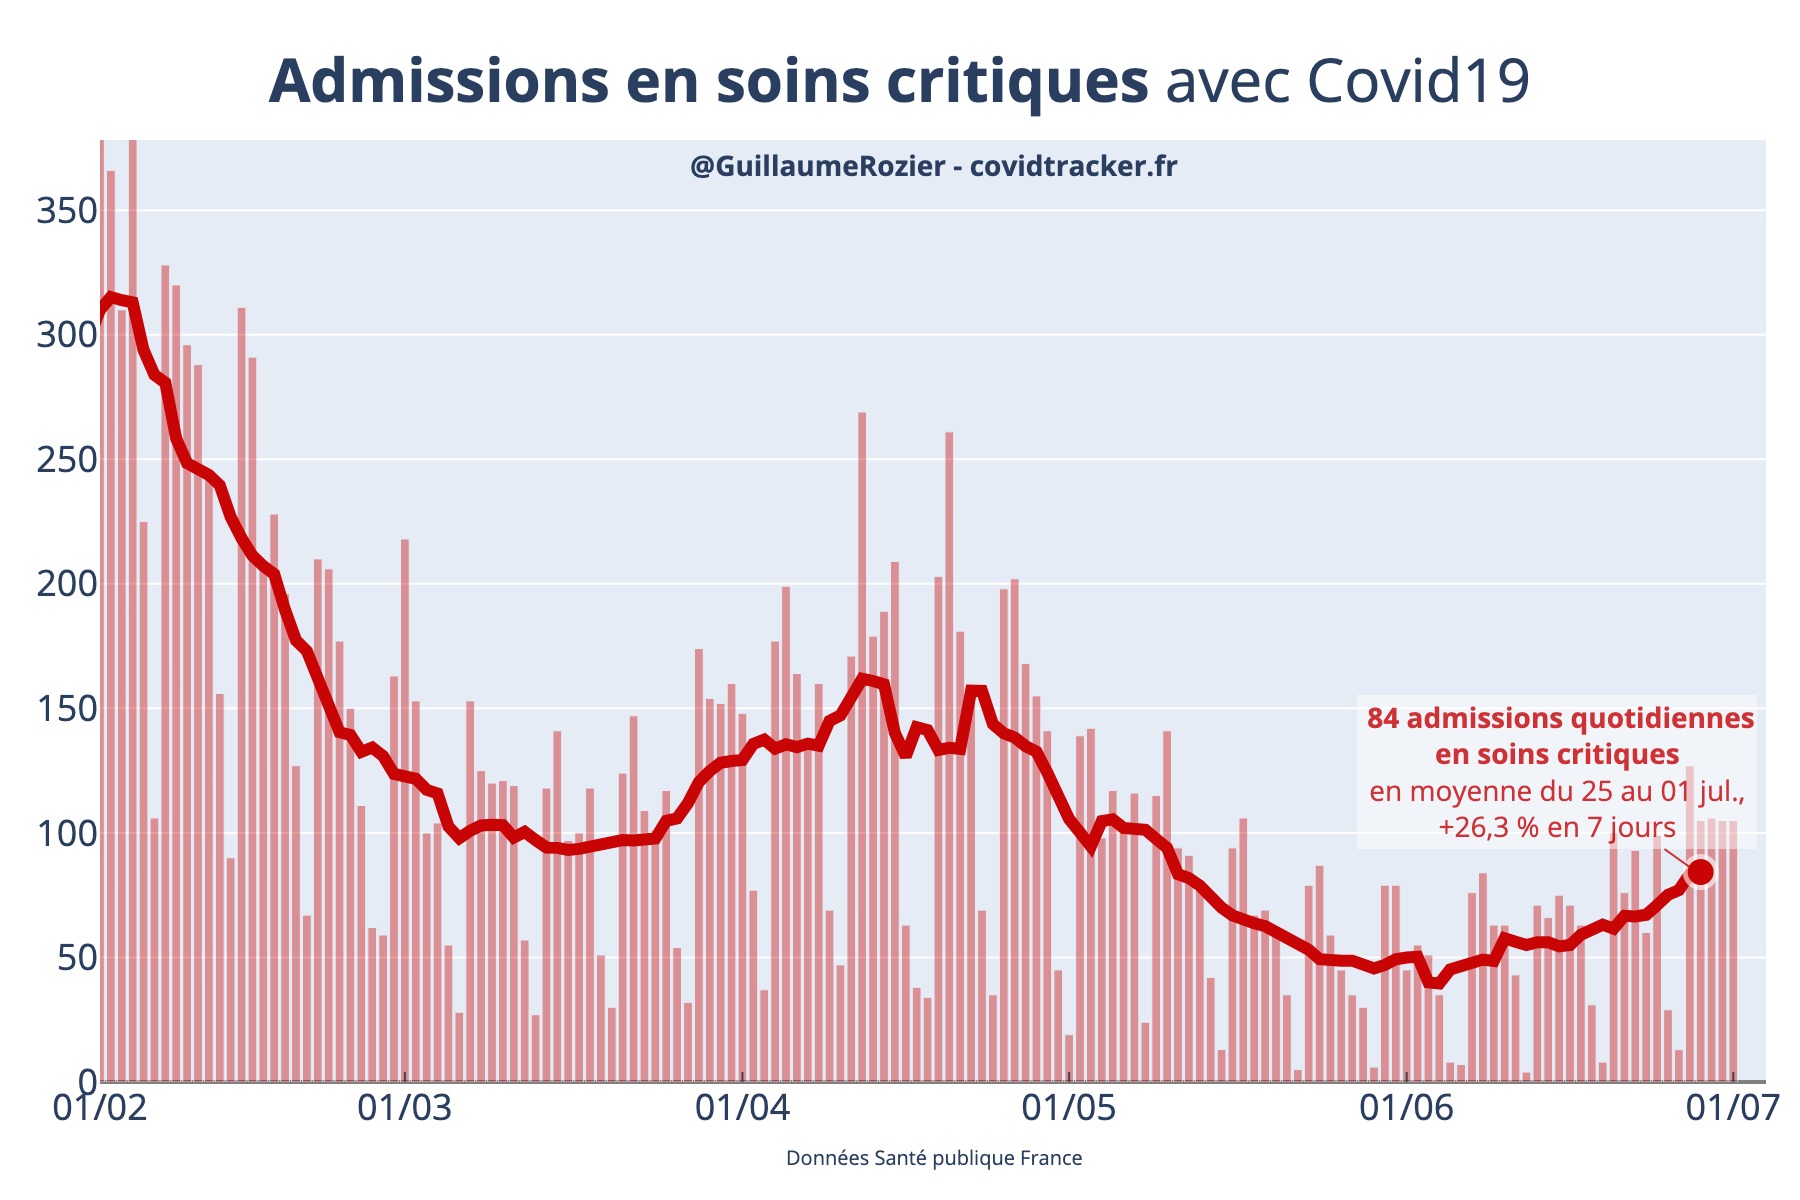 Admissions en soins critiques avec Covid19
@GuillaumeRozier - covidtracker.fr
350
300
250
200
150
100
50
0
84 admissions quotidiennes
en soins critiques
en moyenne du 25 au 01 jul.,
+26,3 % en 7 jours
01/02 01/03 01/04 01/05 01/06 01/07
Données Santé publique France